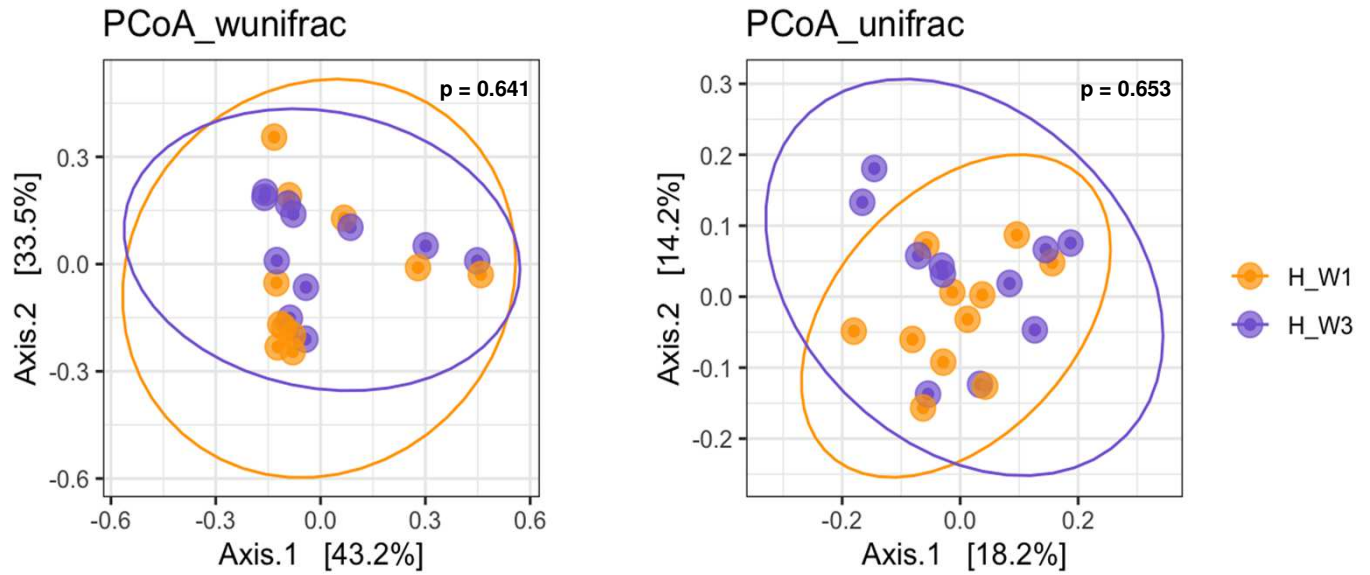 PCoA_wunifrac
p = 0.641
0.3
0.0
-0.3
-0.6
Axis.2 [33.5%]
-0.6 -0.3 0.0 0.3 0.6
Axis.1 [43.2%]
PCoA_unifrac
p = 0.653
0.3
0.2
0.1
0.0
-0.1
-0.2
Axis.2 [14.2%]
-0.2 0.0 0.2
Axis.1 [18.2%]
H_W1
H_W3